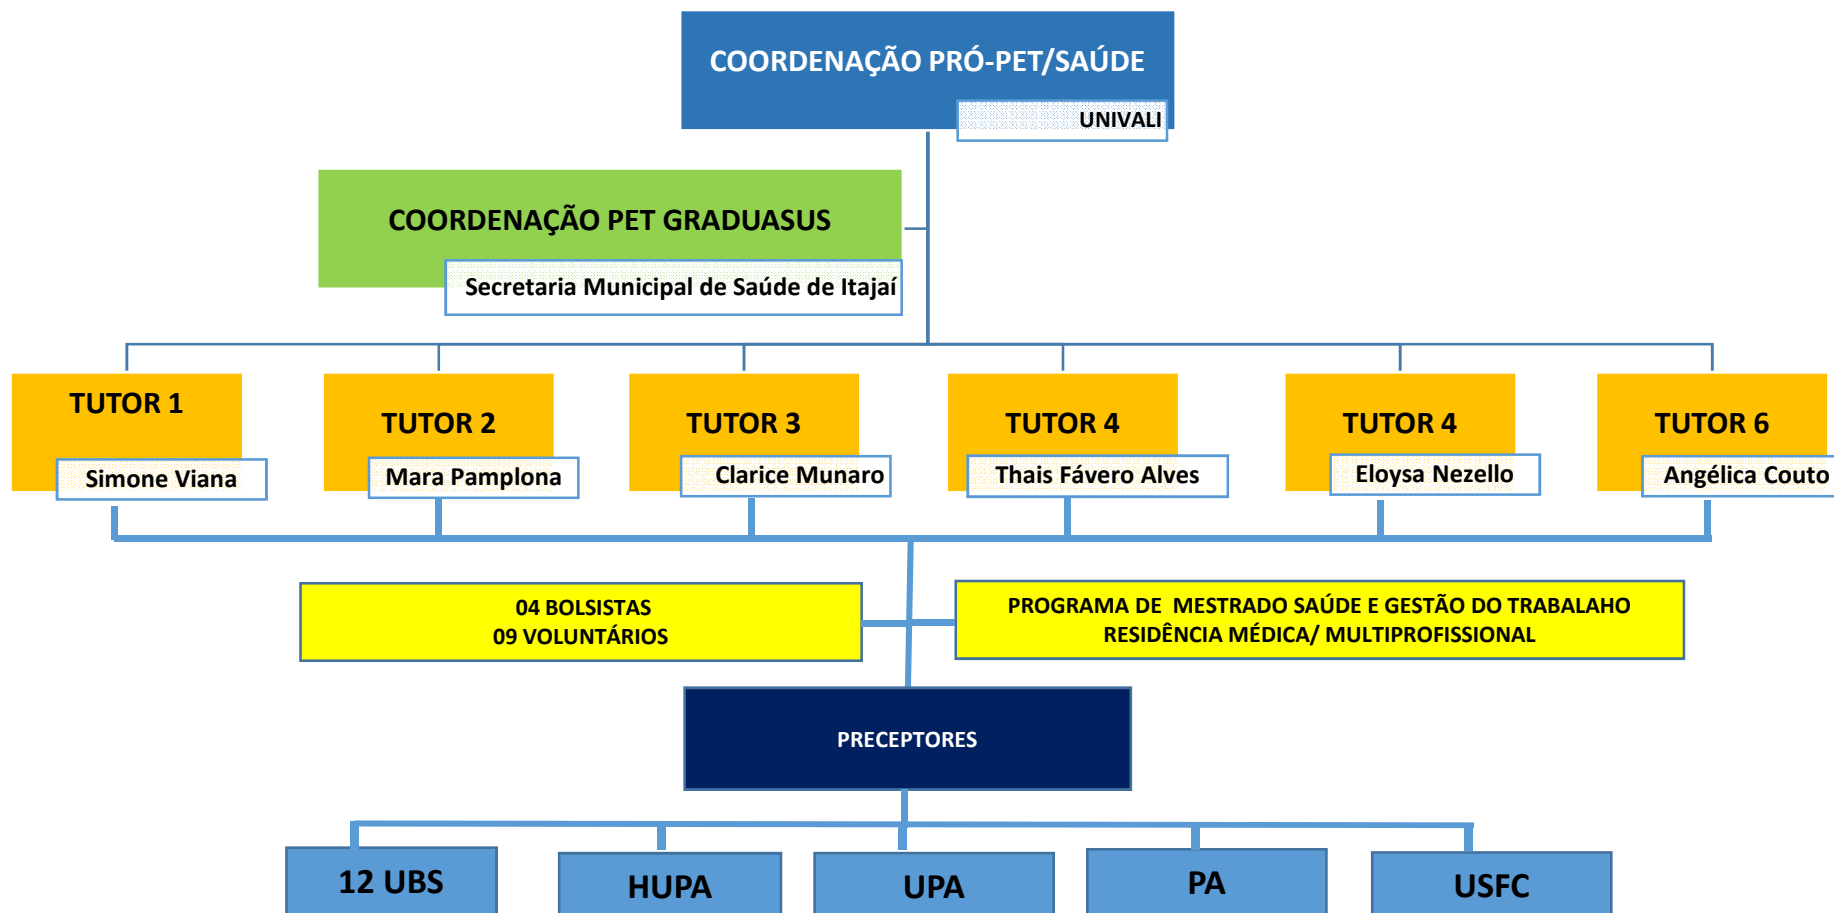 COORDENAÇÃO PRÓ-PET/SAÚDE
UNIVALI
COORDENAÇÃO PET GRADUASUS
Secretaria Municipal de Saúde de Itajaí
TUTOR 1
Simone Viana
TUTOR 2
Mara Pamplona
TUTOR 3
Clarice Munaro
TUTOR 4
Thais Fávero Alves
TUTOR 4
Eloysa Nezello
TUTOR 6
Angélica Couto
04 BOLSISTAS
09 VOLUNTÁRIOS
PROGRAMA DE MESTRADO SAÚDE E GESTÃO DO TRABALAHO
RESIDÊNCIA MÉDICA/ MULTIPROFISSIONAL
PRECEPTORES
12 UBS
HUPA
UPA
PA
USFC